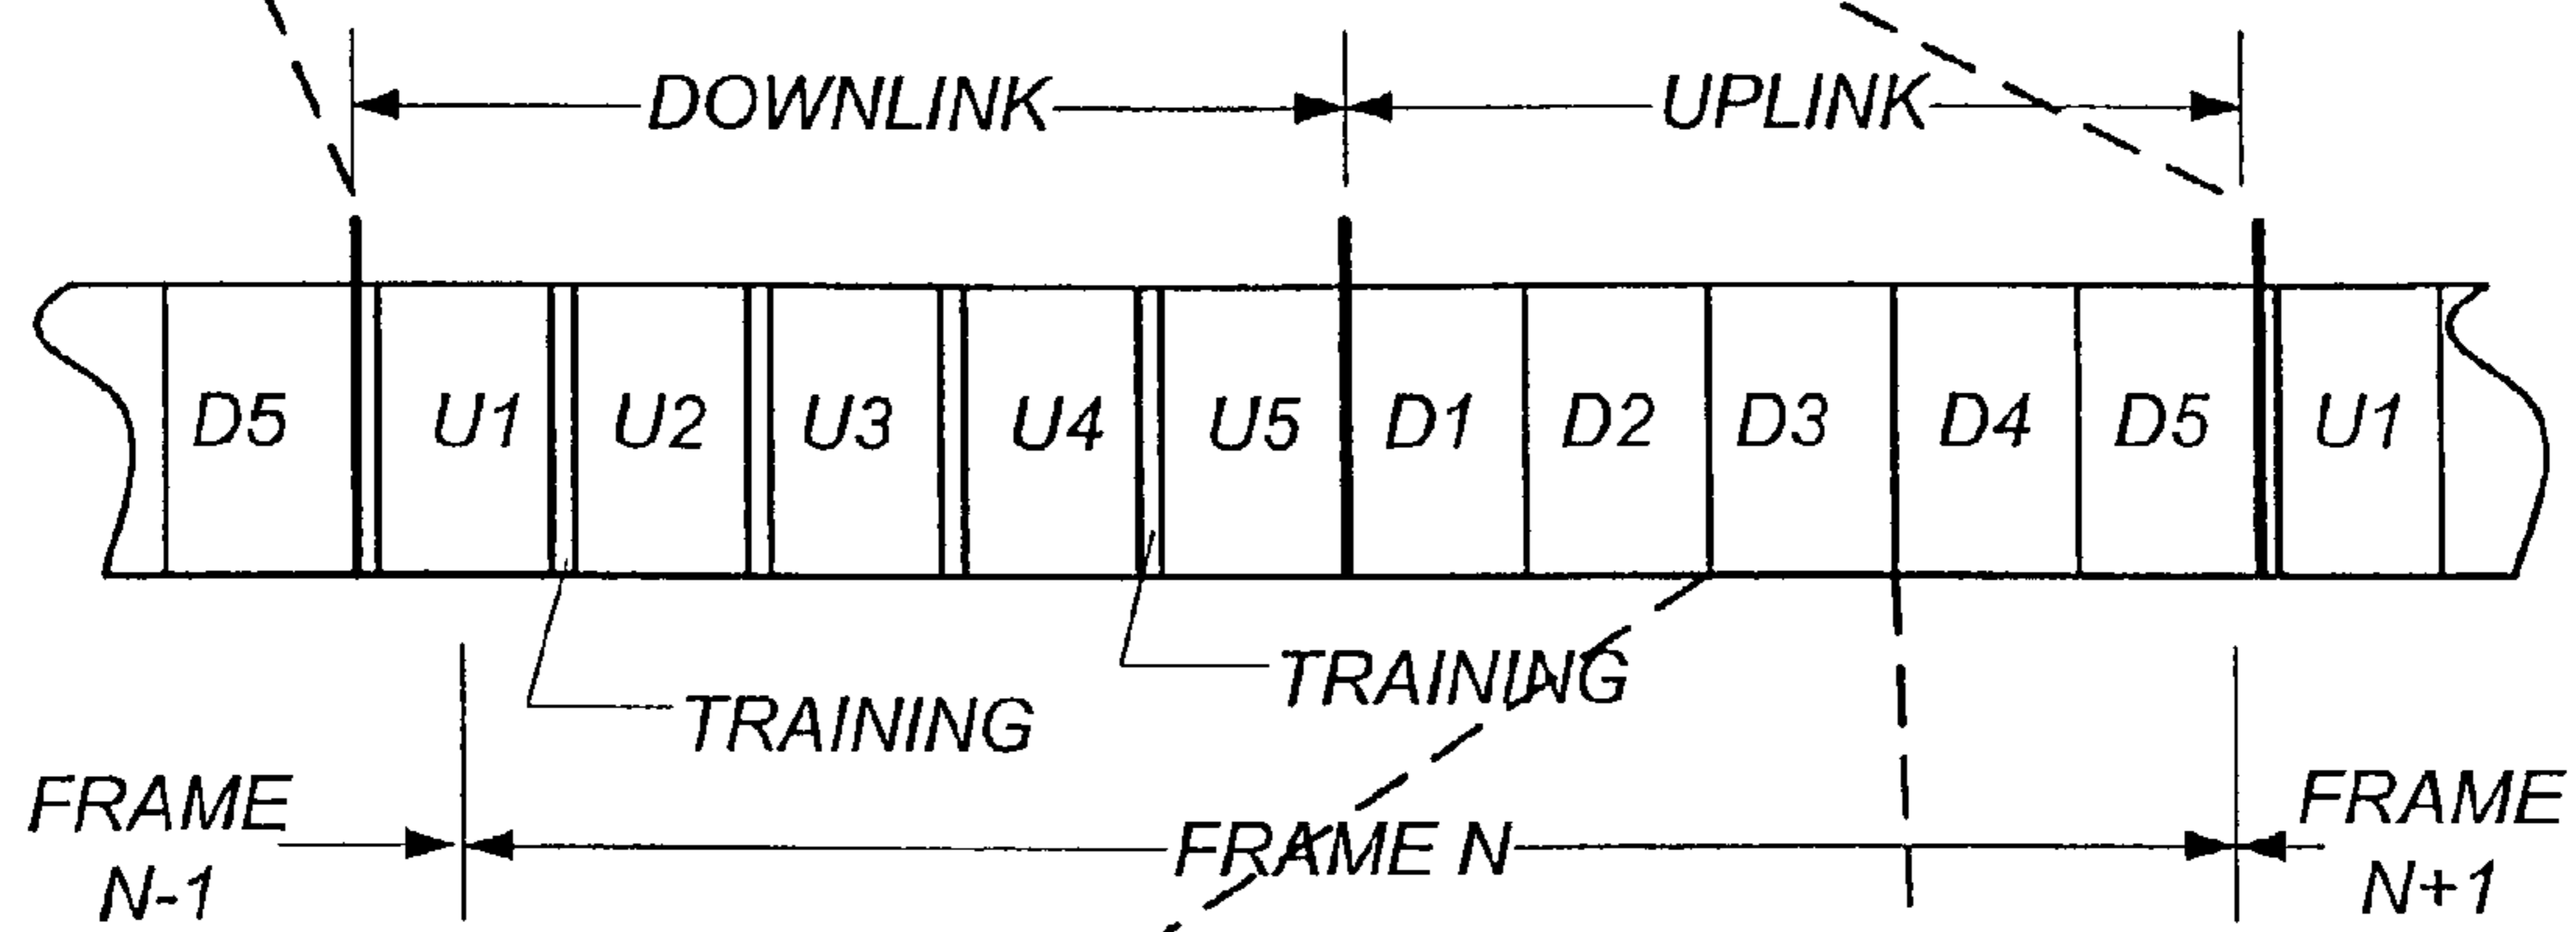 DOWNLINK UPLINK
D5 U1 U2 U3 U4 U5 D1 D2 D3 D4 D5 U1
TRAINING
TRAINING
FRAME
N-1
FRAME N
FRAME
N+1